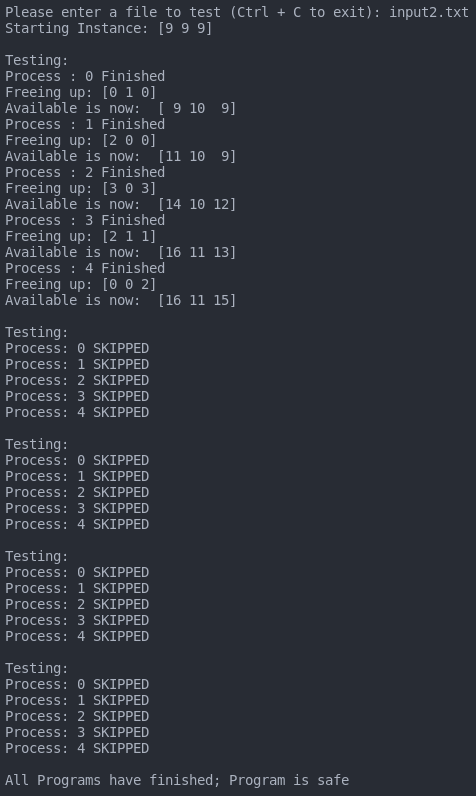 Please enter a file to test (Ctrl + C to exit): input2.txt
Starting Instance: [9 9 9]

Testing:
Process : 0 Finished
Freeing up: [0 1 0]
Available is now:  [ 9 10  9]
Process : 1 Finished
Freeing up: [2 0 0]
Available is now:  [11 10  9]
Process : 2 Finished
Freeing up: [3 0 3]
Available is now:  [14 10 12]
Process : 3 Finished
Freeing up: [2 1 1]
Available is now:  [16 11 13]
Process : 4 Finished
Freeing up: [0 0 2]
Available is now:  [16 11 15]

Testing:
Process: 0 SKIPPED
Process: 1 SKIPPED
Process: 2 SKIPPED
Process: 3 SKIPPED
Process: 4 SKIPPED

Testing:
Process: 0 SKIPPED
Process: 1 SKIPPED
Process: 2 SKIPPED
Process: 3 SKIPPED
Process: 4 SKIPPED

Testing:
Process: 0 SKIPPED
Process: 1 SKIPPED
Process: 2 SKIPPED
Process: 3 SKIPPED
Process: 4 SKIPPED

Testing:
Process: 0 SKIPPED
Process: 1 SKIPPED
Process: 2 SKIPPED
Process: 3 SKIPPED
Process: 4 SKIPPED

All Programs have finished; Program is safe